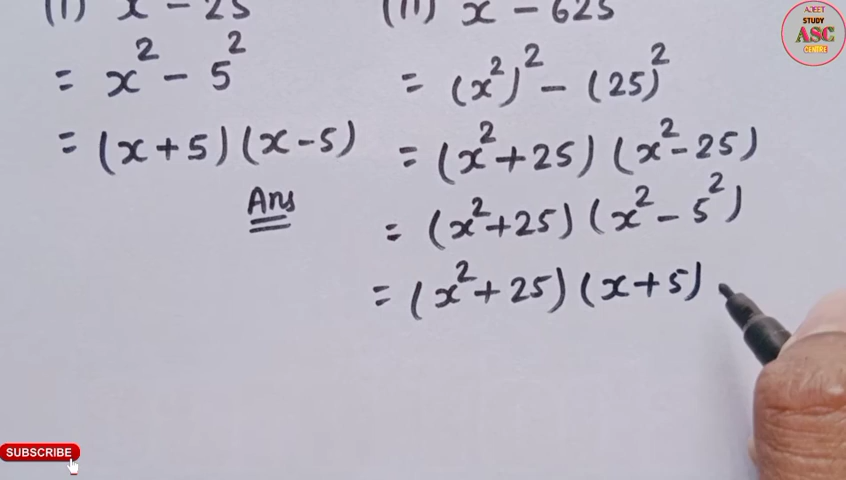 (I) x - 25
= x² - 5²
= (x+5)(x-5)
Ans
(II) x - 625
= (x²)² - (25)²
= (x²+25)(x²-25)
= (x²+25)(x²-5²)
= (x²+25)(x+5)
AJEET
STUDY
ASC
CENTRE
SUBSCRIBE